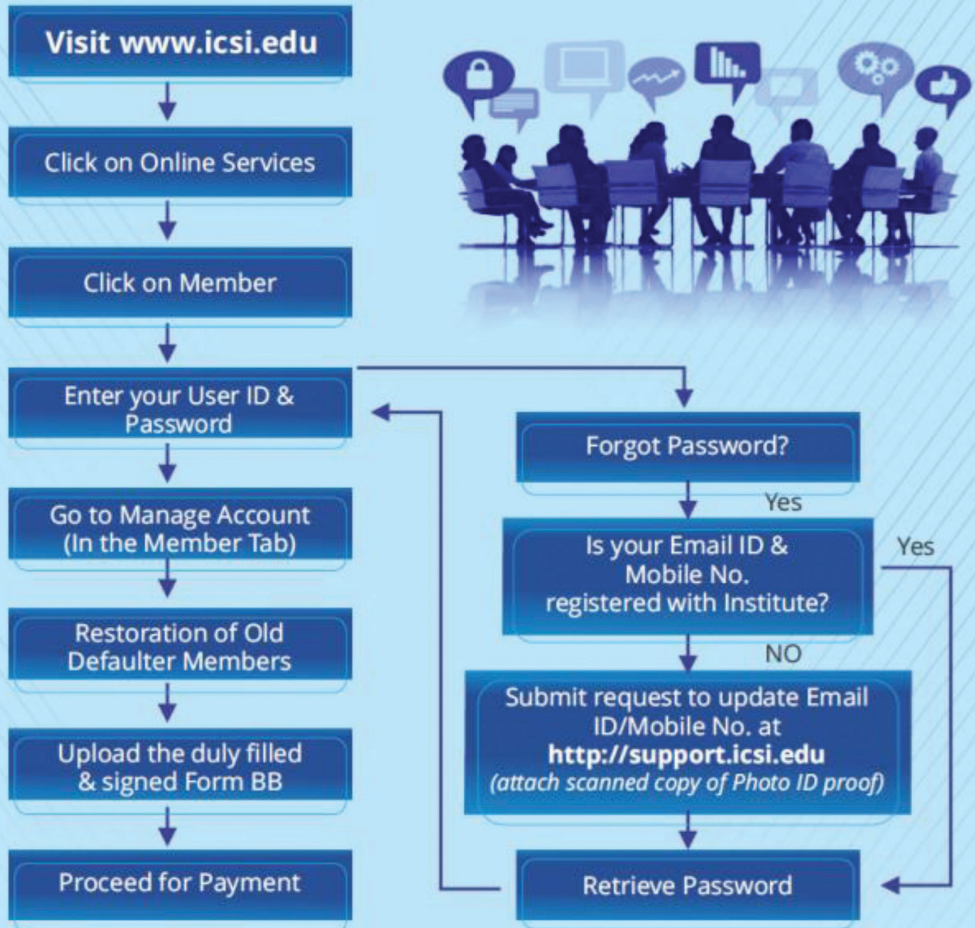 Visit www.icsi.edu
Click on Online Services
Click on Member
Enter your User ID &
Password
Go to Manage Account
(In the Member Tab)
Restoration of Old
Defaulter Members
Upload the duly filled
& signed Form BB
Proceed for Payment
Forgot Password?
Yes
Is your Email ID &
Mobile No.
registered with Institute?
Yes
NO
Submit request to update Email
ID/Mobile No. at
http://support.icsi.edu
(attach scanned copy of Photo ID proof)
Retrieve Password